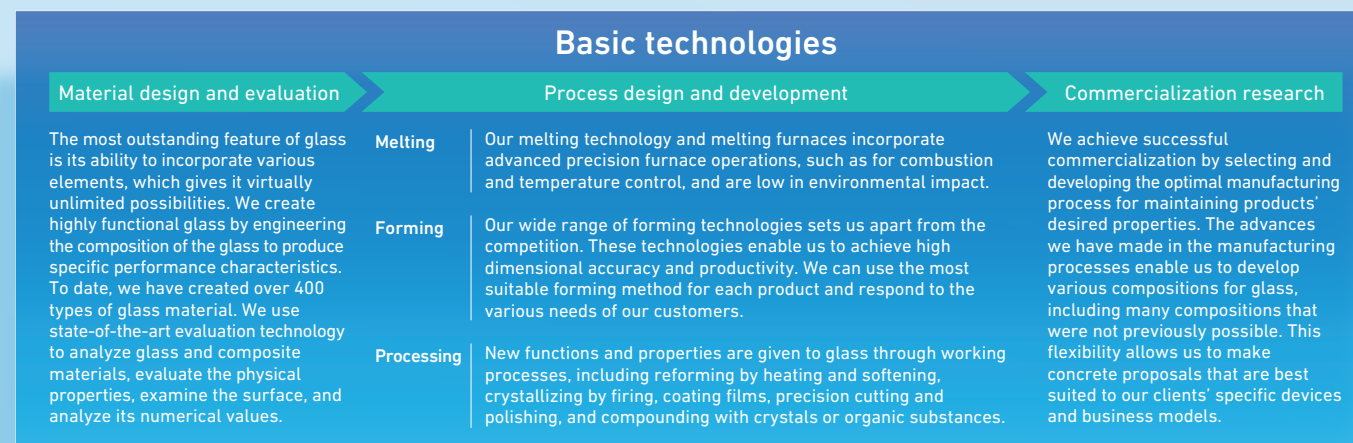 Basic technologies
Material design and evaluation
Process design and development
Commercialization research
The most outstanding feature of glass
is its ability to incorporate various
elements, which gives it virtually
unlimited possibilities. We create
highly functional glass by engineering
the composition of the glass to produce
specific performance characteristics.
To date, we have created over 400
types of glass material. We use
state-of-the-art evaluation technology
to analyze glass and composite
materials, evaluate the physical
properties, examine the surface, and
analyze its numerical values.
Melting
Our melting technology and melting furnaces incorporate
advanced precision furnace operations, such as for combustion
and temperature control, and are low in environmental impact.
Forming
Our wide range of forming technologies sets us apart from the
competition. These technologies enable us to achieve high
dimensional accuracy and productivity. We can use the most
suitable forming method for each product and respond to the
various needs of our customers.
Processing
New functions and properties are given to glass through working
processes, including reforming by heating and softening,
crystallizing by firing, coating films, precision cutting and
polishing, and compounding with crystals or organic substances.
We achieve successful
commercialization by selecting and
developing the optimal manufacturing
process for maintaining products'
desired properties. The advances
we have made in the manufacturing
processes enable us to develop
various compositions for glass,
including many compositions that
were not previously possible. This
flexibility allows us to make
concrete proposals that are best
suited to our clients' specific devices
and business models.